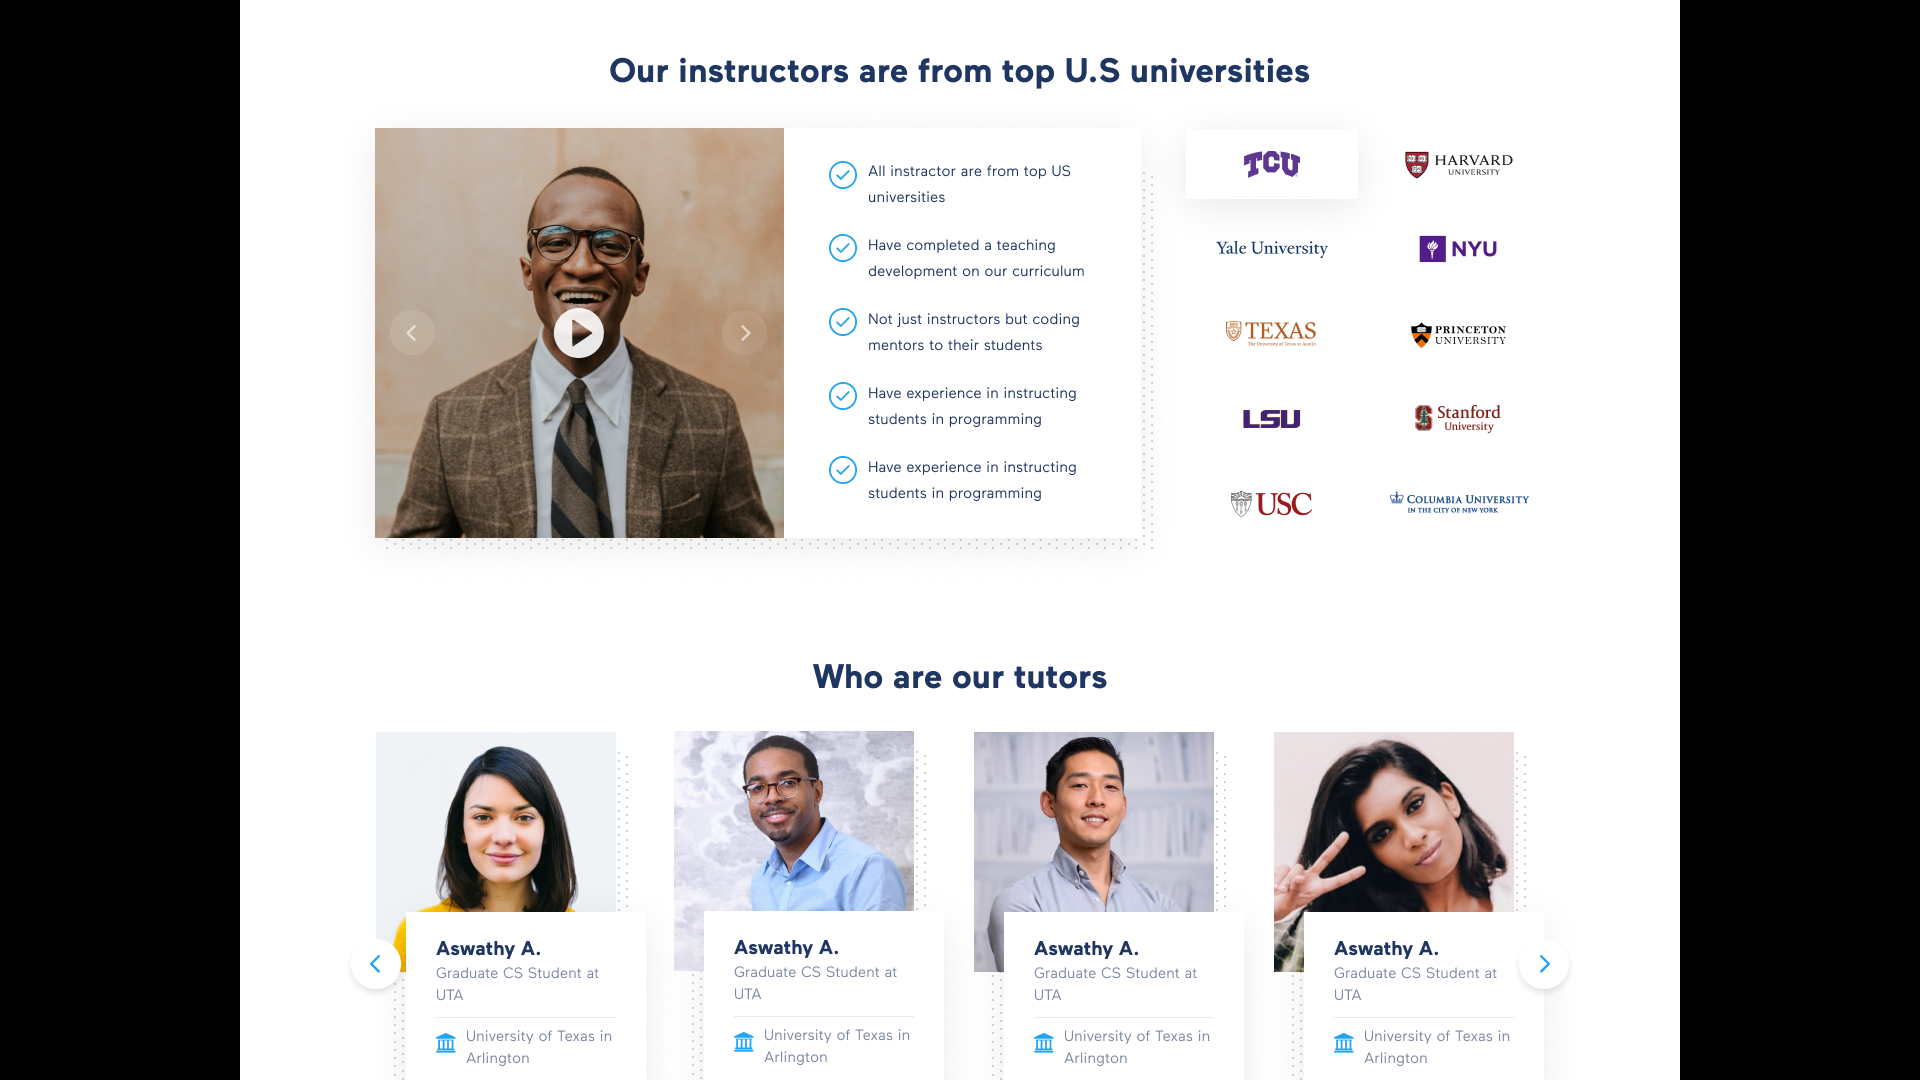 Our instructors are from top U.S universities
All instractor are from top US
universities
Have completed a teaching
development on our curriculum
Not just instructors but coding
mentors to their students
Have experience in instructing
students in programming
Have experience in instructing
students in programming
TCU
HARVARD
UNIVERSITY
Yale University
NYU
TEXAS
The University of Texas at Austin
PRINCETON
UNIVERSITY
LSU
Stanford
University
USC
COLUMBIA UNIVERSITY
IN THE CITY OF NEW YORK
Who are our tutors
Aswathy A.
Graduate CS Student at
UTA
University of Texas in
Arlington
Aswathy A.
Graduate CS Student at
UTA
University of Texas in
Arlington
Aswathy A.
Graduate CS Student at
UTA
University of Texas in
Arlington
Aswathy A.
Graduate CS Student at
UTA
University of Texas in
Arlington